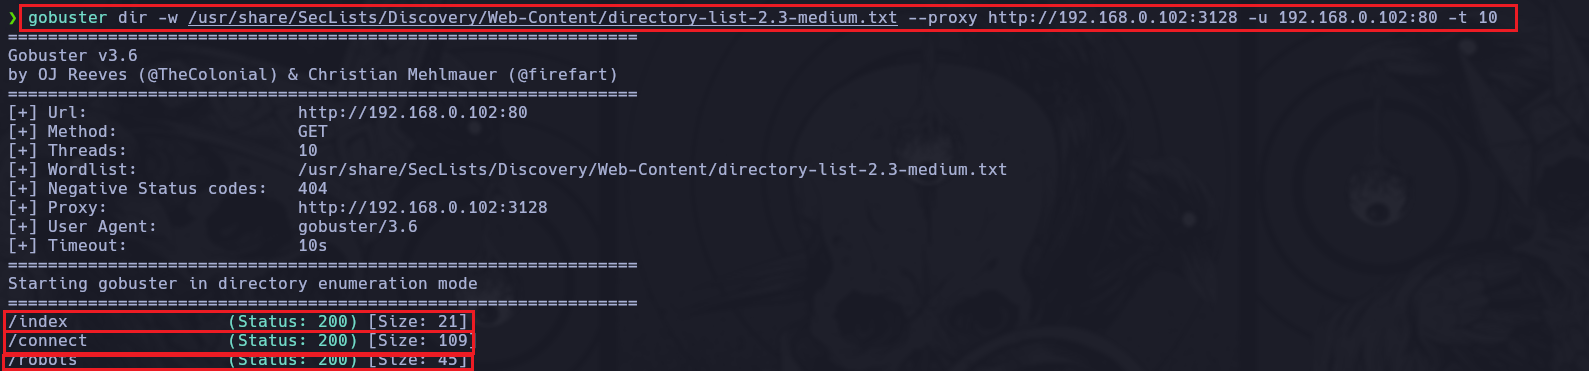 ❯ gobuster dir -w /usr/share/SecLists/Discovery/Web-Content/directory-list-2.3-medium.txt --proxy http://192.168.0.102:3128 -u 192.168.0.102:80 -t 10
===============================================================
Gobuster v3.6
by OJ Reeves (@TheColonial) & Christian Mehlmauer (@firefart)
===============================================================
[+] Url:                     http://192.168.0.102:80
[+] Method:                  GET
[+] Threads:                 10
[+] Wordlist:                /usr/share/SecLists/Discovery/Web-Content/directory-list-2.3-medium.txt
[+] Negative Status codes:   404
[+] Proxy:                   http://192.168.0.102:3128
[+] User Agent:              gobuster/3.6
[+] Timeout:                 10s
===============================================================
Starting gobuster in directory enumeration mode
===============================================================
/index                (Status: 200) [Size: 21]
/connect              (Status: 200) [Size: 109]
/robots               (Status: 200) [Size: 45]